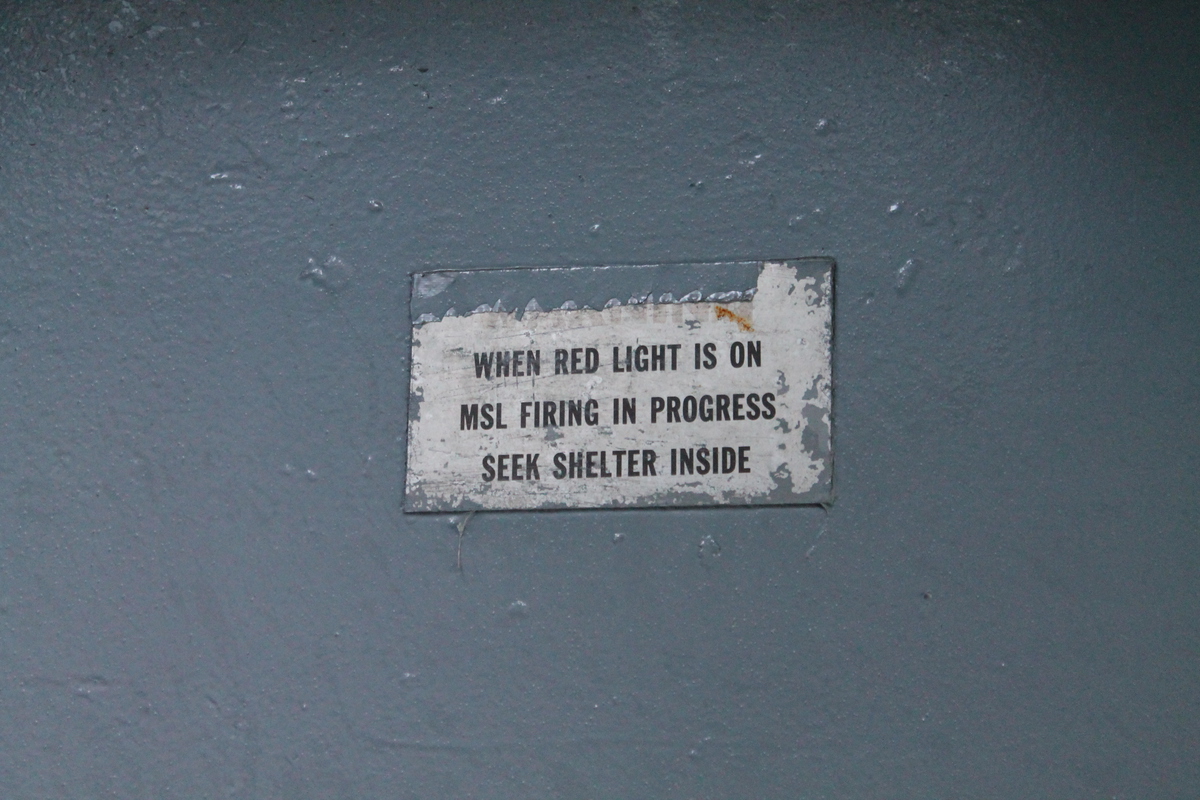 WHEN RED LIGHT IS ON
MSL FIRING IN PROGRESS
SEEK SHELTER INSIDE